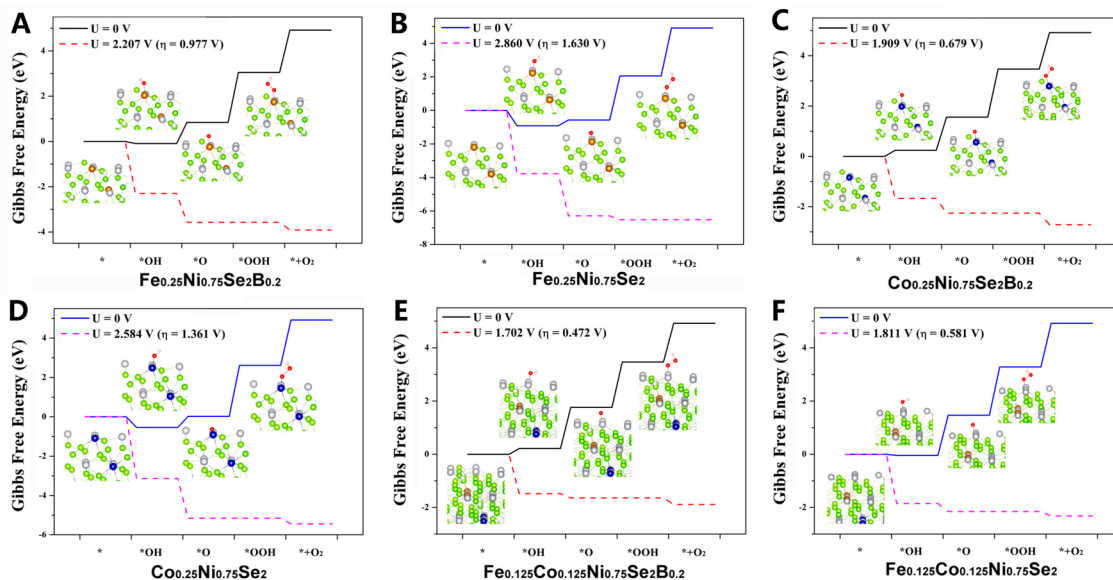 A
U = 0 V
U = 2.207 V (η = 0.977 V)
Gibbs Free Energy (eV)
4
2
0
-2
-4
* *OH *O *OOH *+O₂
Fe₀.₂₅Ni₀.₇₅Se₂B₀.₂
B
U = 0 V
U = 2.860 V (η = 1.630 V)
Gibbs Free Energy (eV)
6
4
2
0
-2
-4
-6
-8
* *OH *O *OOH *+O₂
Fe₀.₂₅Ni₀.₇₅Se₂
C
U = 0 V
U = 1.909 V (η = 0.679 V)
Gibbs Free Energy (eV)
4
2
0
-2
* *OH *O *OOH *+O₂
Co₀.₂₅Ni₀.₇₅Se₂B₀.₂
D
U = 0 V
U = 2.584 V (η = 1.361 V)
Gibbs Free Energy (eV)
4
2
0
-2
-4
-6
* *OH *O *OOH *+O₂
Co₀.₂₅Ni₀.₇₅Se₂
E
U = 0 V
U = 1.702 V (η = 0.472 V)
Gibbs Free Energy (eV)
4
2
0
-2
* *OH *O *OOH *+O₂
Fe₀.₁₂₅Co₀.₁₂₅Ni₀.₇₅Se₂B₀.₂
F
U = 0 V
U = 1.811 V (η = 0.581 V)
Gibbs Free Energy (eV)
4
2
0
-2
* *OH *O *OOH *+O₂
Fe₀.₁₂₅Co₀.₁₂₅Ni₀.₇₅Se₂